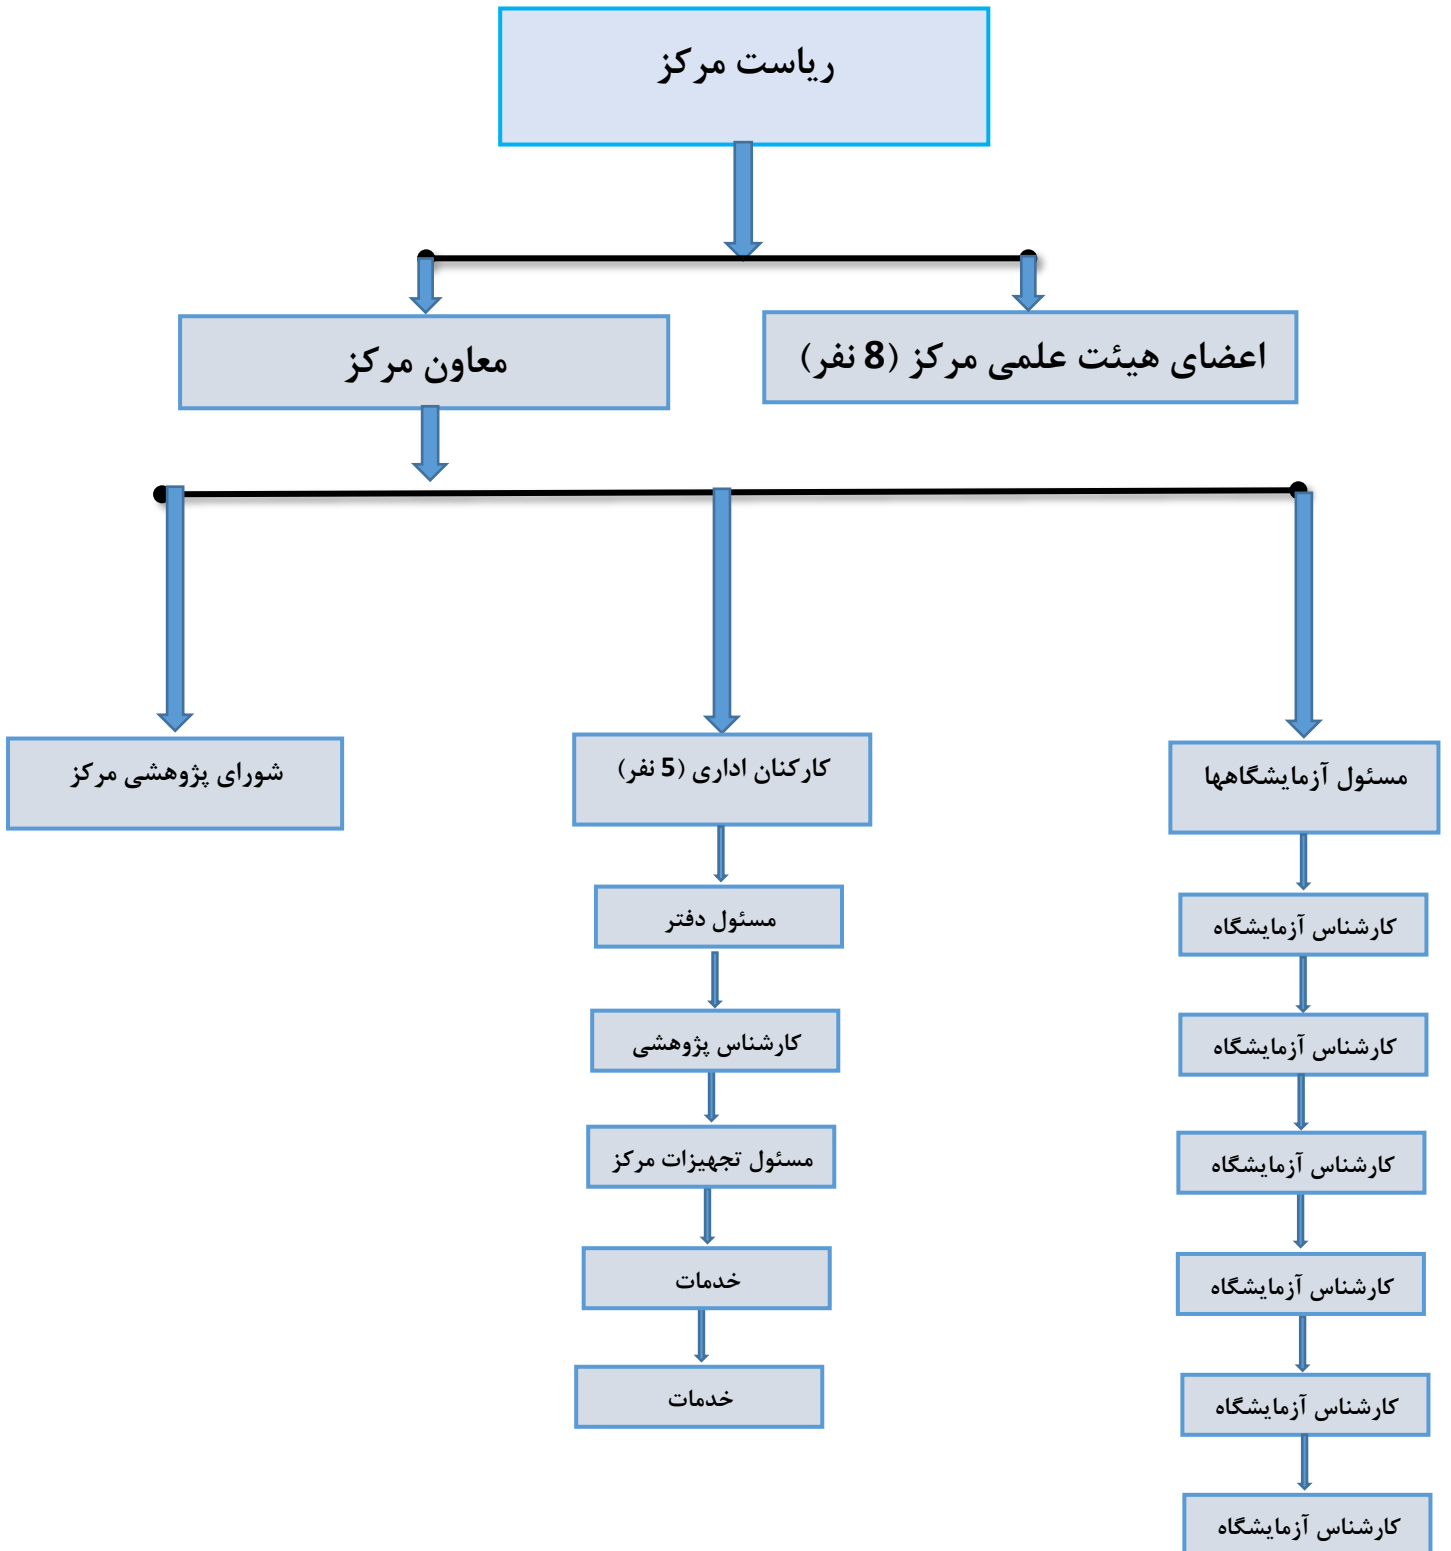 ریاست مرکز
اعضای هیئت علمی مرکز (8 نفر)
معاون مرکز
مسئول آزمایشگاهها
کارکنان اداری (5 نفر)
شورای پژوهشی مرکز
مسئول دفتر
کارشناس پژوهشی
مسئول تجهیزات مرکز
خدمات
خدمات
کارشناس آزمایشگاه
کارشناس آزمایشگاه
کارشناس آزمایشگاه
کارشناس آزمایشگاه
کارشناس آزمایشگاه
کارشناس آزمایشگاه